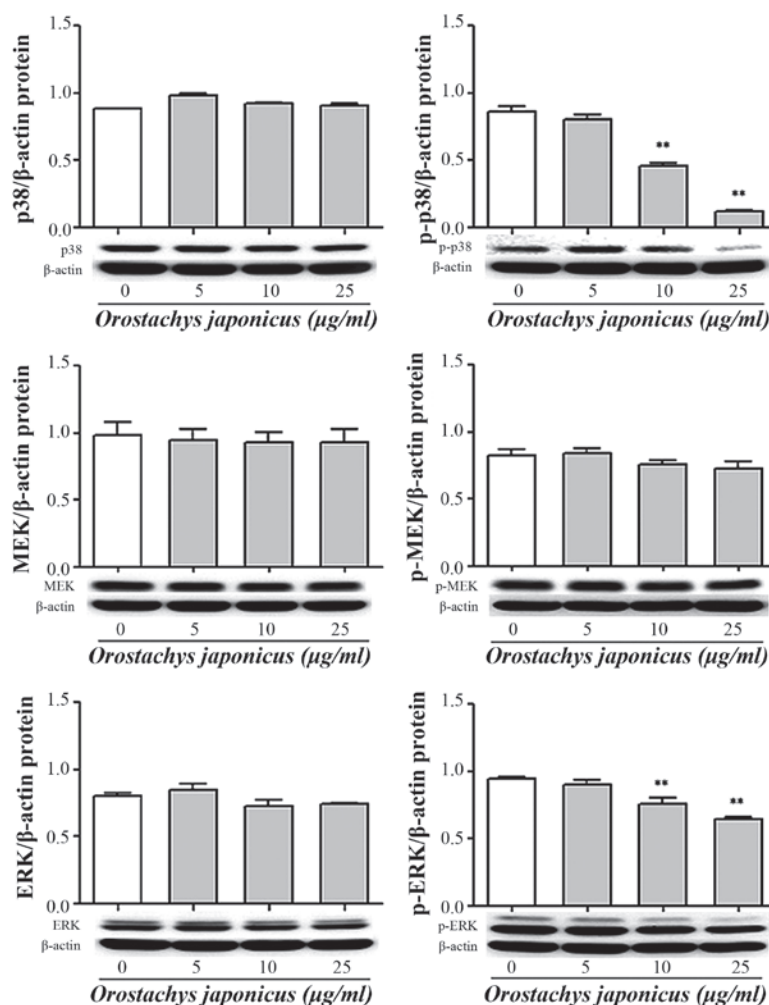 p38/β-actin protein
1.5
1.0
0.5
0.0
p38
β-actin
0 5 10 25
Orostachys japonicus (µg/ml)
p-p38/β-actin protein
1.5
1.0
0.5
0.0
**
**
p-p38
β-actin
0 5 10 25
Orostachys japonicus (µg/ml)
MEK/β-actin protein
1.5
1.0
0.5
0.0
MEK
β-actin
0 5 10 25
Orostachys japonicus (µg/ml)
p-MEK/β-actin protein
1.5
1.0
0.5
0.0
p-MEK
β-actin
0 5 10 25
Orostachys japonicus (µg/ml)
ERK/β-actin protein
1.5
1.0
0.5
0.0
ERK
β-actin
0 5 10 25
Orostachys japonicus (µg/ml)
p-ERK/β-actin protein
1.5
1.0
0.5
0.0
**
**
p-ERK
β-actin
0 5 10 25
Orostachys japonicus (µg/ml)